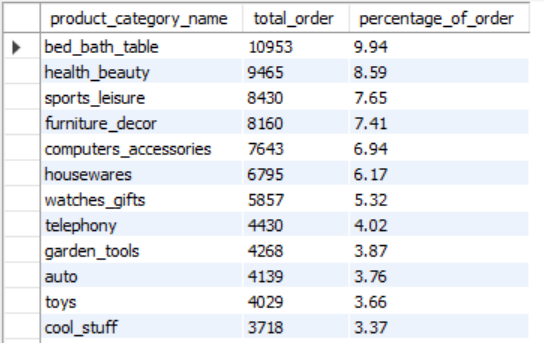 product_category_name total_order percentage_of_order
bed_bath_table 10953 9.94
health_beauty 9465 8.59
sports_leisure 8430 7.65
furniture_decor 8160 7.41
computers_accessories 7643 6.94
housewares 6795 6.17
watches_gifts 5857 5.32
telephony 4430 4.02
garden_tools 4268 3.87
auto 4139 3.76
toys 4029 3.66
cool_stuff 3718 3.37